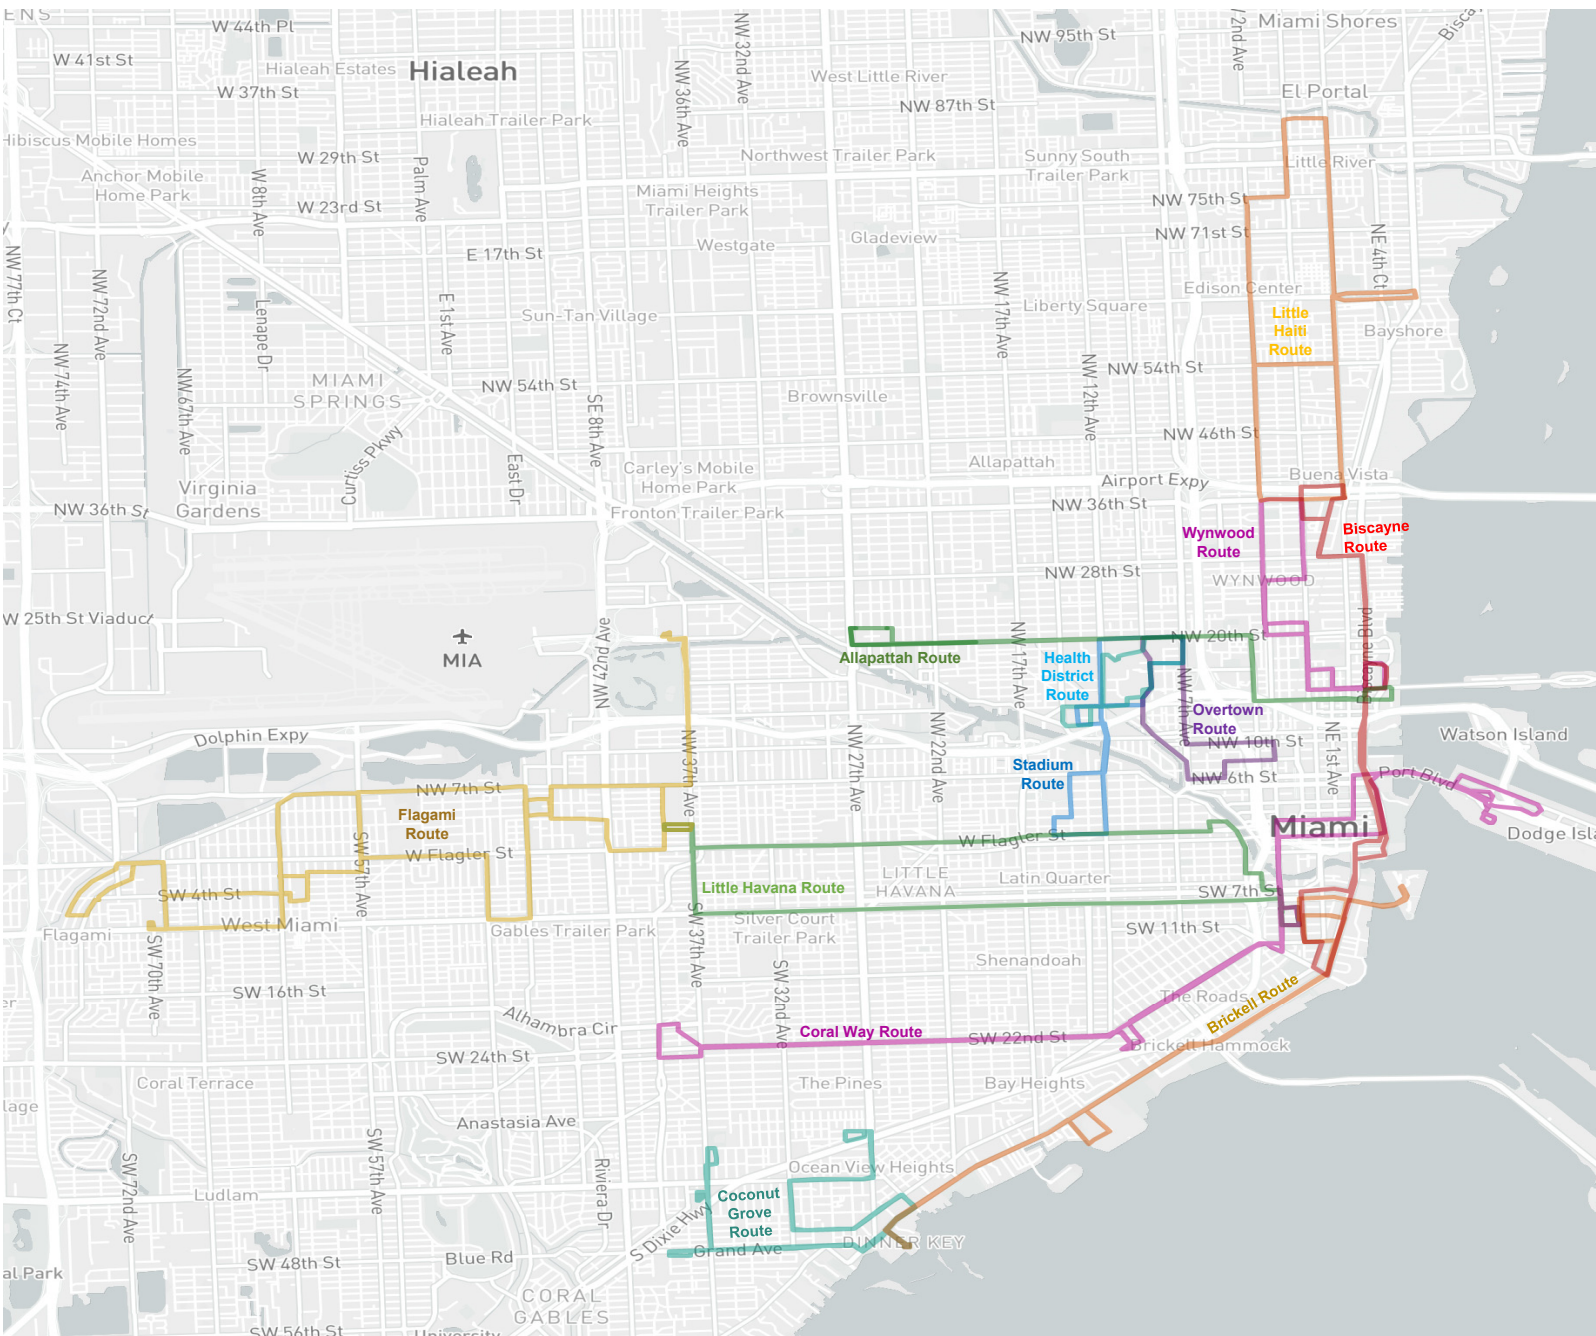 ENS
W 44th Pl
NW 32nd Ave
NW 95th St
V 2nd Ave
Miami Shores
Bisca
W 41st St
Hialeah Estates
Hialeah
NW 36th Ave
West Little River
W 37th St
NW 87th St
El Portal
Hialeah Trailer Park
Hibiscus Mobile Homes
W 29th St
Palm Ave
Northwest Trailer Park
Sunny South
Trailer Park
Little River
Anchor Mobile
Home Park
W 8th Ave
W 23rd St
Miami Heights
Trailer Park
NW 75th St
NW 77th Ct
E 17th St
Westgate
Gladeview
NW 71st St
NE 4th Ct
NW 72nd Ave
Lenape Dr
E 1st Ave
Sun-Tan Village
NW 17th Ave
Liberty Square
Edison Center
Little
Haiti
Route
Bayshore
NW 74th Ave
NW 67th Ave
MIAMI
SPRINGS
NW 54th St
SE 8th Ave
Brownsville
NW 12th Ave
NW 54th St
Curtiss Pkwy
East Dr
NW 46th St
Virginia
Gardens
Carley's Mobile
Home Park
Allapattah
Airport Expy
Buena Vista
NW 36th St
Fronton Trailer Park
NW 36th St
Wynwood
Route
Biscayne
Route
NW 28th St
WYNWOOD
W 25th St Viaduct
MIA
NW 42nd Ave
Allapattah Route
NW 17th Ave
Health
District
Route
NW 20th St
Biscayne Blvd
Dolphin Expy
NW 37th Ave
NW 27th Ave
NW 22nd Ave
NW 7th Ave
Overtown
Route
NW 10th St
NE 1st Ave
Watson Island
Stadium
Route
NW 6th St
Port Blvd
NW 7th St
Flagami
Route
SW 57th Ave
W Flagler St
W Flagler St
Miami
Dodge Isla
SW 4th St
Little Havana Route
LITTLE
HAVANA
Latin Quarter
SW 7th St
Flagami
West Miami
Gables Trailer Park
Silver Court
Trailer Park
SW 11th St
SW 70th Ave
SW 37th Ave
SW 32nd Ave
Shenandoah
er
SW 16th St
Alhambra Cir
The Roads
Brickell Route
Coral Way Route
SW 22nd St
Brickell Hammock
SW 24th St
Coral Terrace
The Pines
Bay Heights
lage
Anastasia Ave
SW 72nd Ave
SW 57th Ave
Riviera Dr
Ocean View Heights
Ludlam
Coconut
Grove
Route
S Dixie Hwy
Grand Ave
DINNER KEY
SW 48th St
Blue Rd
al Park
CORAL
GABLES
SW 56th St
University